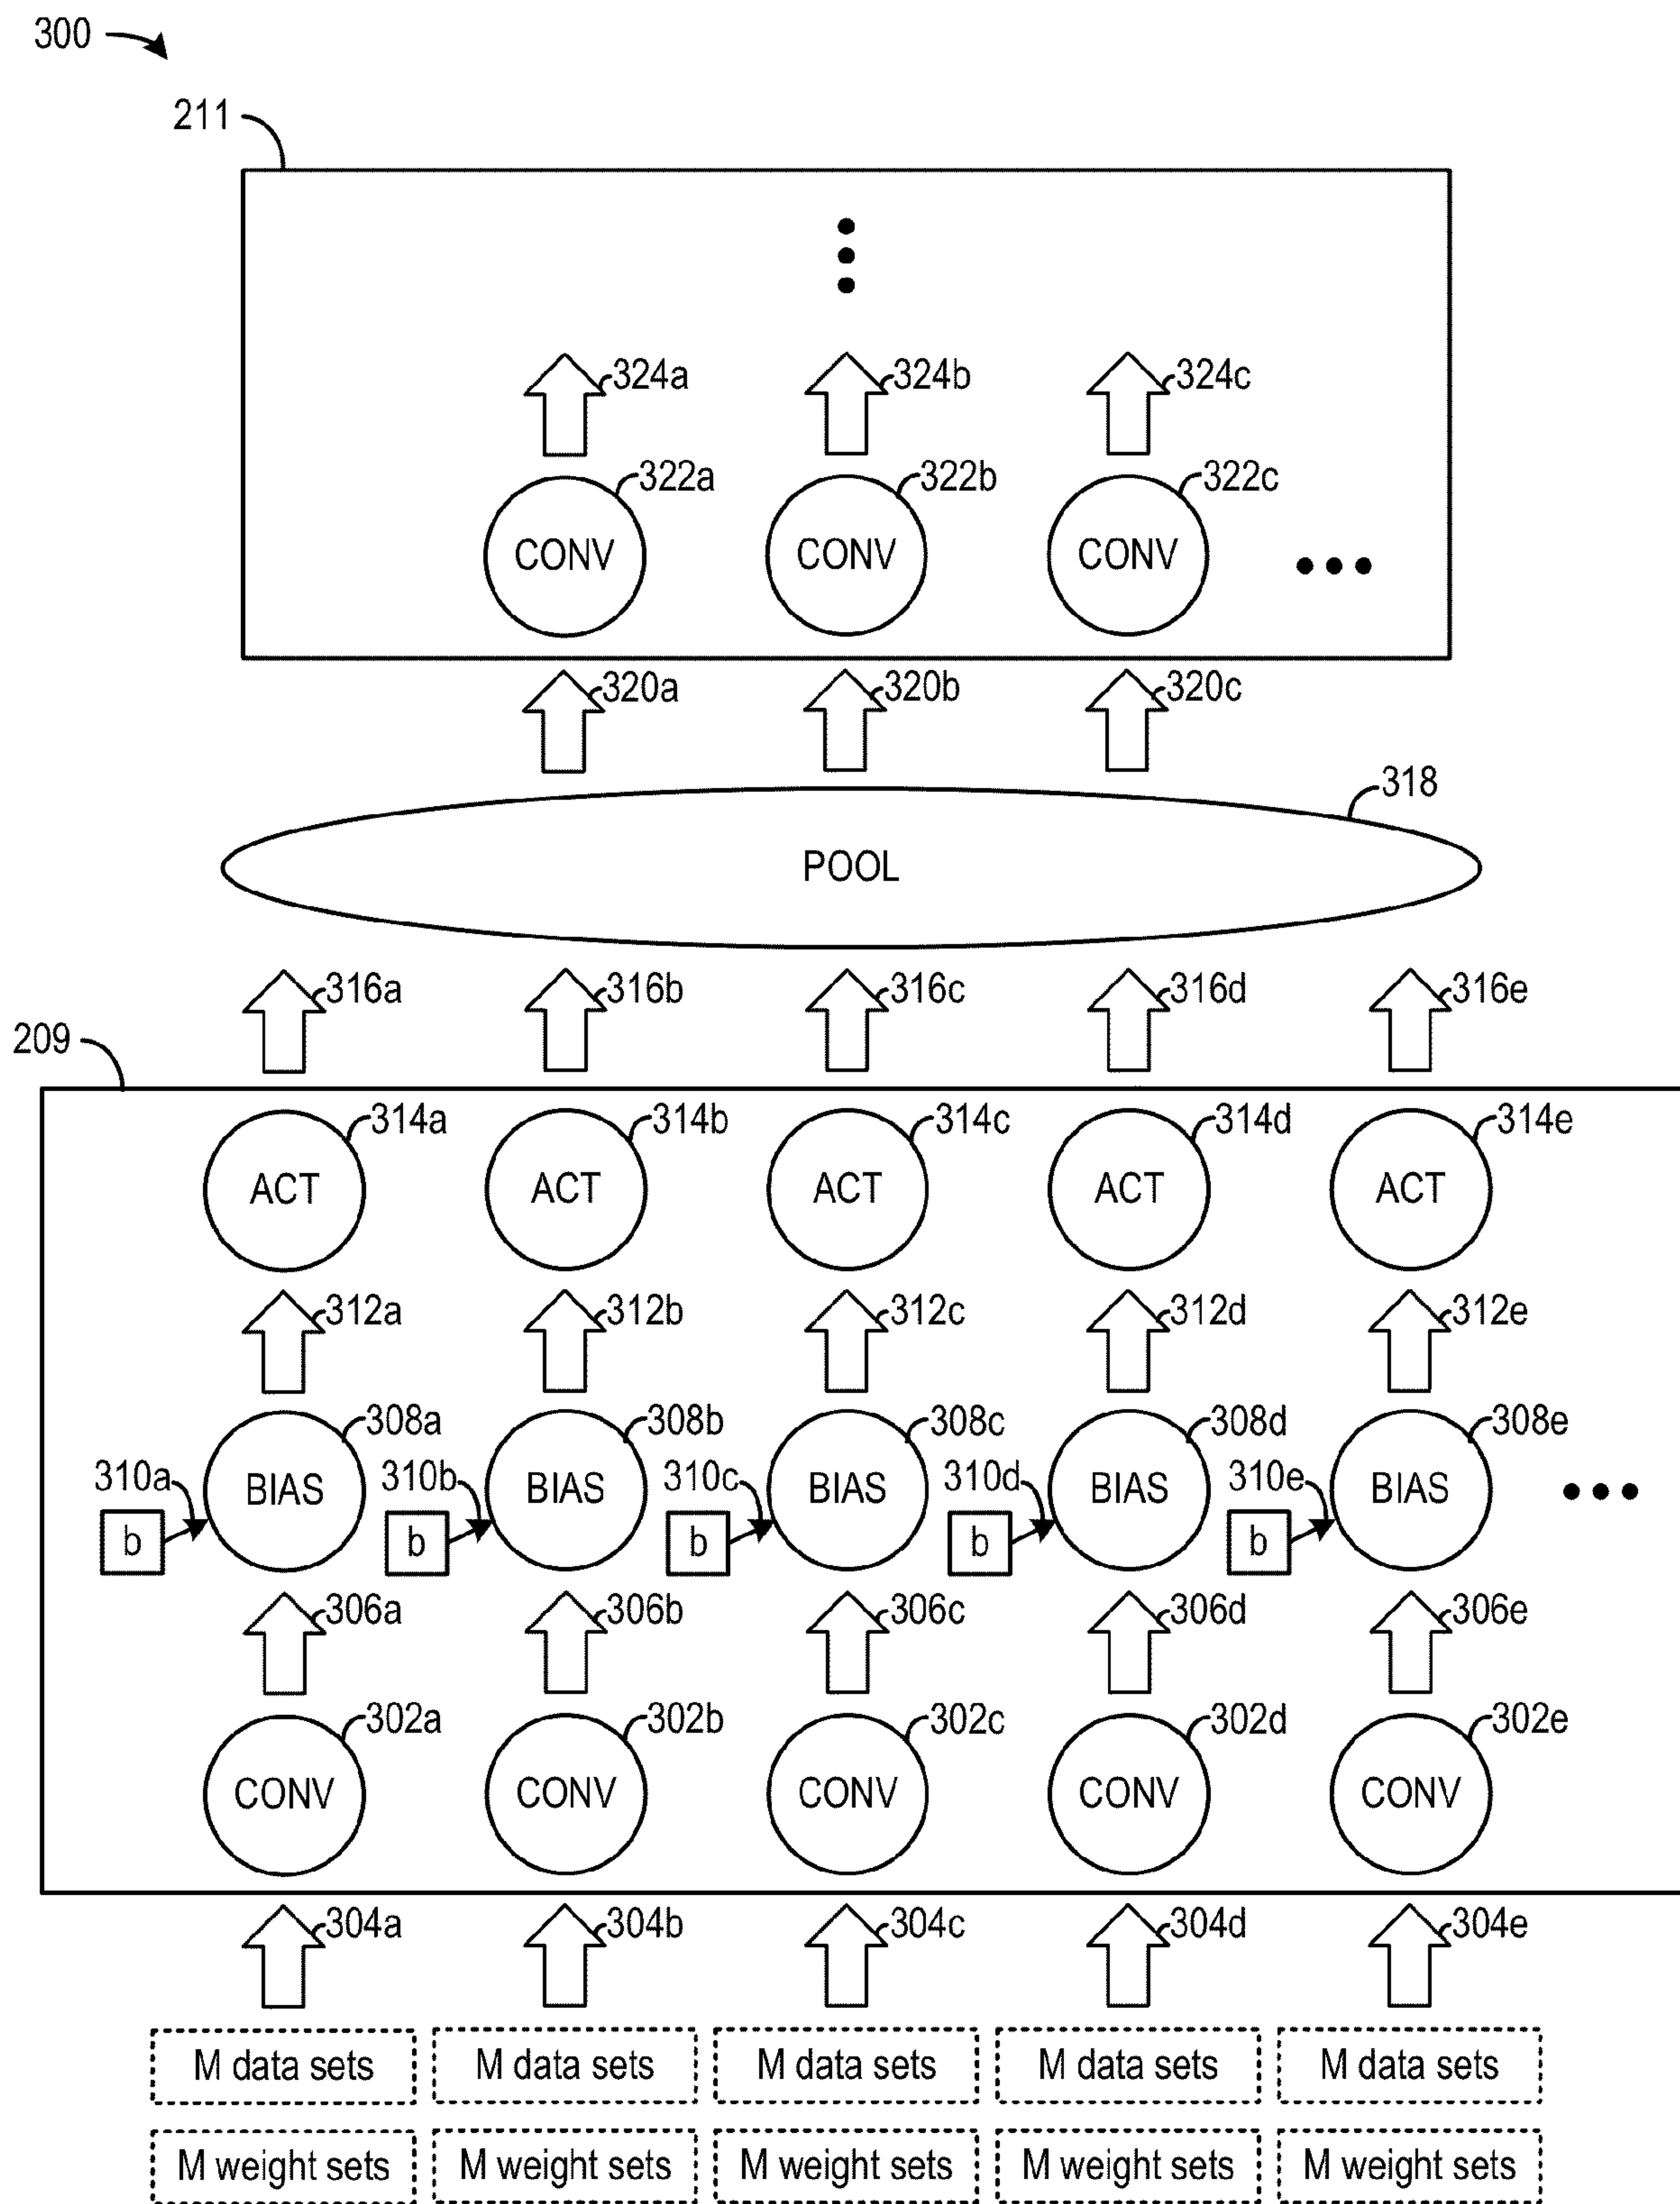 300
211
324a 324b 324c
322a 322b 322c
CONV CONV CONV
320a 320b 320c
318
POOL
316a 316b 316c 316d 316e
209
314a 314b 314c 314d 314e
ACT ACT ACT ACT ACT
312a 312b 312c 312d 312e
308a 308b 308c 308d 308e
310a 310b 310c 310d 310e
BIAS BIAS BIAS BIAS BIAS
b b b b b
306a 306b 306c 306d 306e
302a 302b 302c 302d 302e
CONV CONV CONV CONV CONV
304a 304b 304c 304d 304e
M data sets M data sets M data sets M data sets M data sets
M weight sets M weight sets M weight sets M weight sets M weight sets